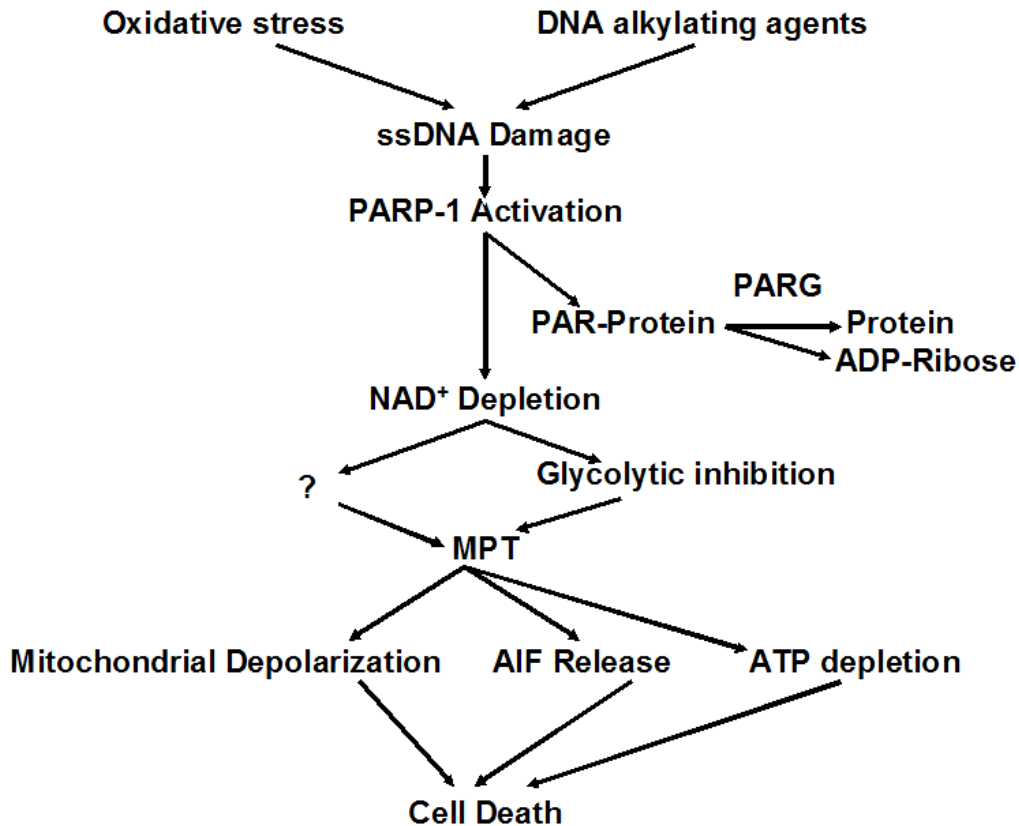 Oxidative stress
DNA alkylating agents
ssDNA Damage
PARP-1 Activation
PARG
PAR-Protein
Protein
ADP-Ribose
NAD⁺ Depletion
?
Glycolytic inhibition
MPT
Mitochondrial Depolarization
AIF Release
ATP depletion
Cell Death